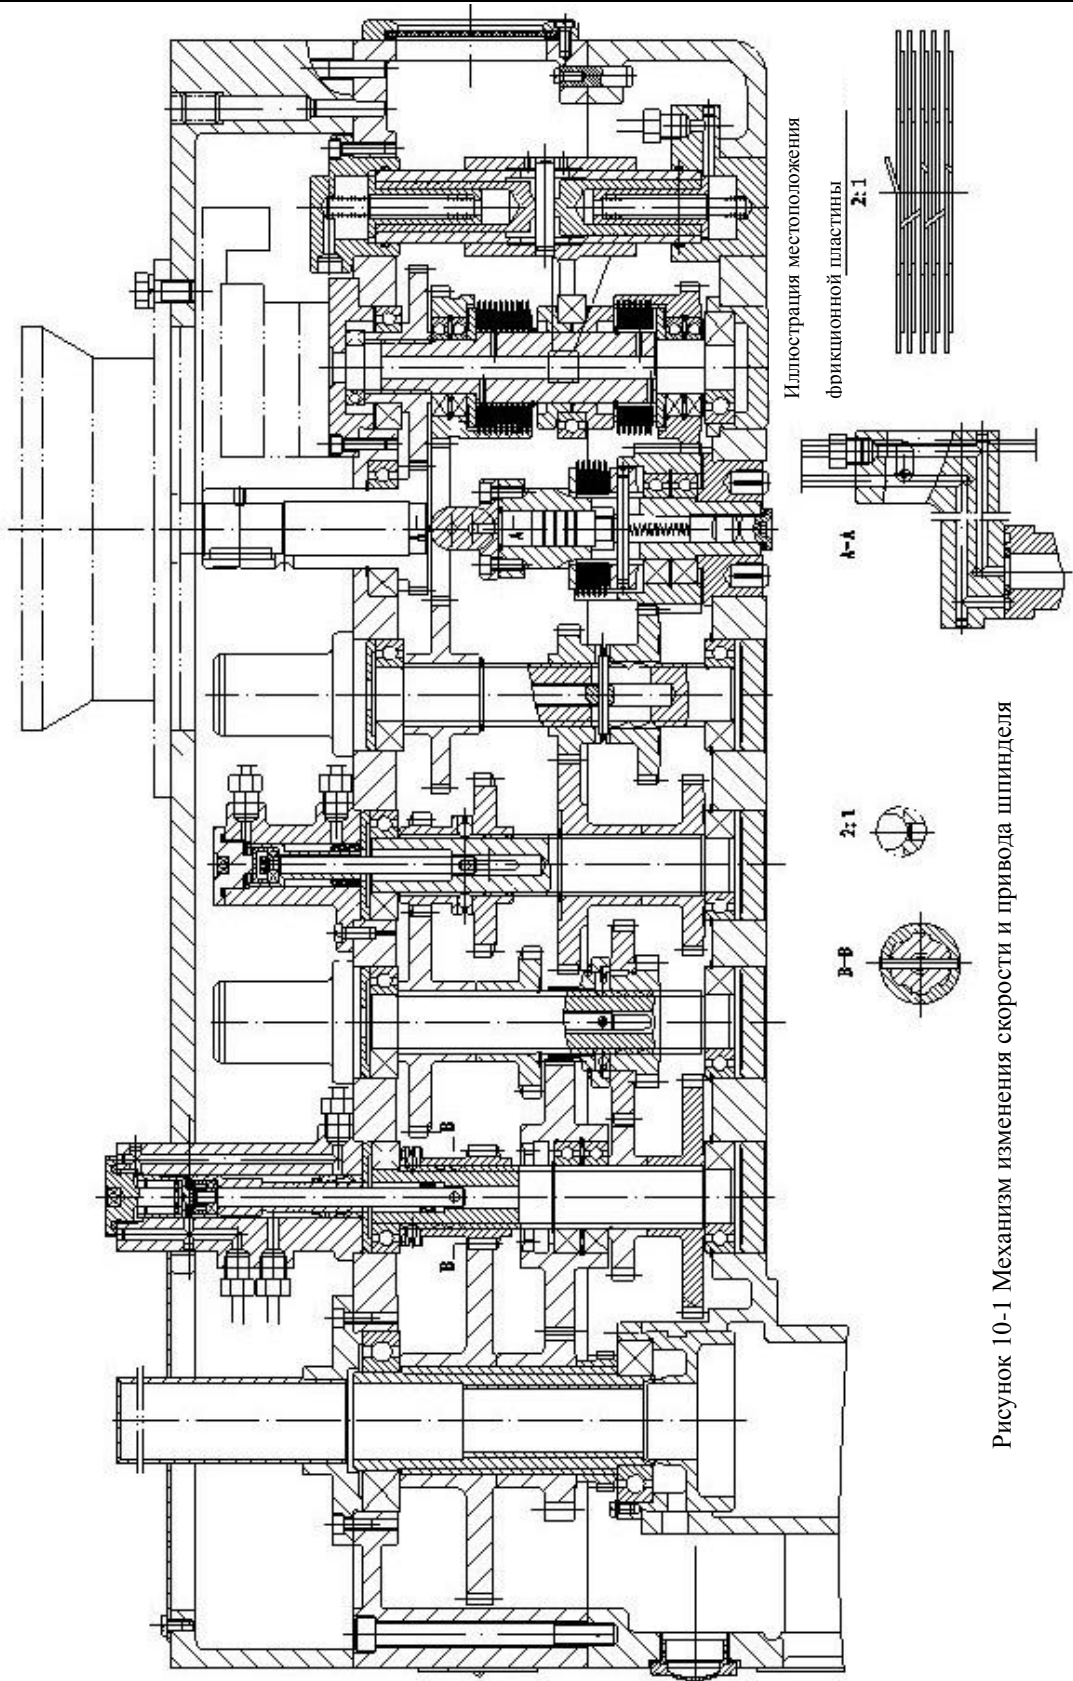 Иллюстрация местоположения
фрикционной пластины
2:1
A-A
2:1
B-B
B
B
A
Рисунок 10-1 Механизм изменения скорости и привода шпинделя